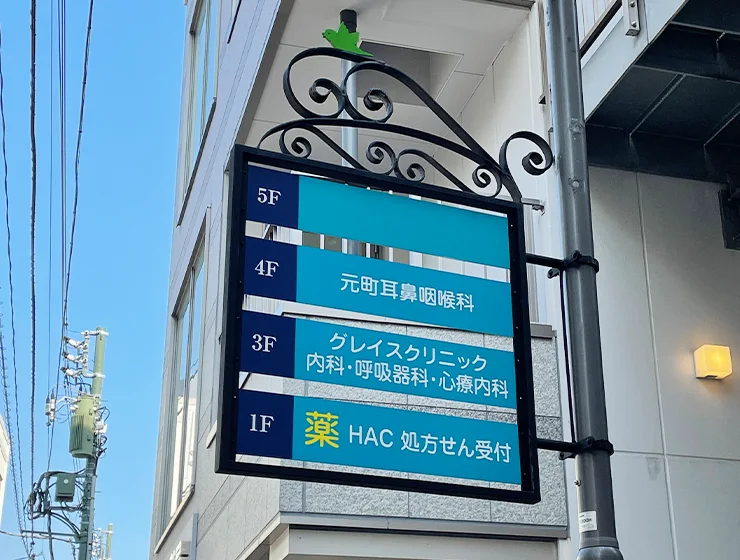 5F
4F 元町耳鼻咽喉科
3F グレイスクリニック
内科・呼吸器科・心療内科
1F 薬 HAC 処方せん受付